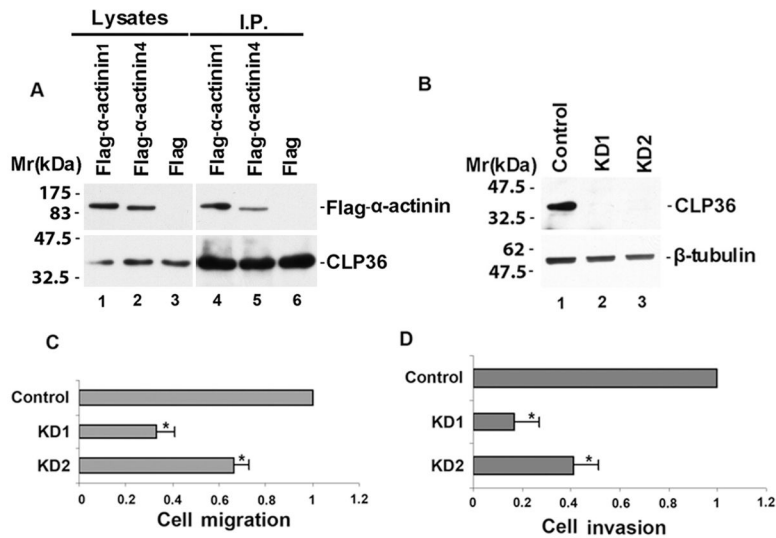 Lysates I.P.
A
Flag-α-actinin1
Flag-α-actinin4
Flag
Flag-α-actinin1
Flag-α-actinin4
Flag
Mr(kDa)
175
83
-Flag-α-actinin
47.5
32.5
-CLP36
1 2 3 4 5 6
B
Control
KD1
KD2
Mr(kDa)
47.5
32.5
-CLP36
62
47.5
-β-tubulin
1 2 3
C
Control
KD1 *
KD2 *
0 0.2 0.4 0.6 0.8 1 1.2
Cell migration
D
Control
KD1 *
KD2 *
0 0.2 0.4 0.6 0.8 1 1.2
Cell invasion